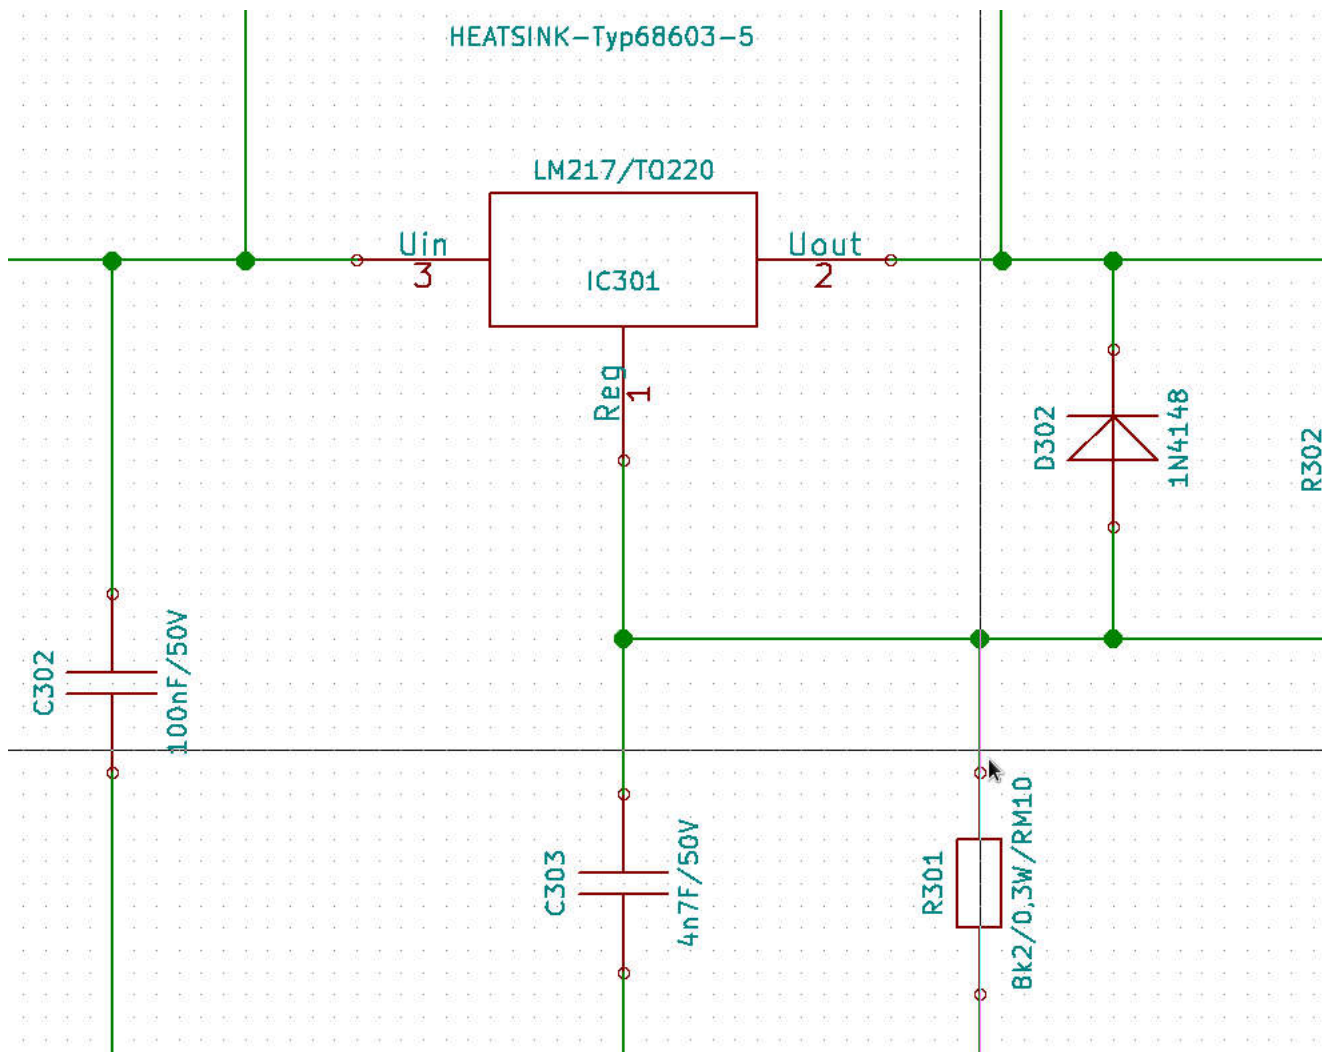 HEATSINK-Typ68603-5
LM217/TO220
Uin
3
IC301
Uout
2
Reg
1
D302
1N4148
R302
C302
100nF/50V
C303
4n7F/50V
R301
8k2/0,3W/RM10